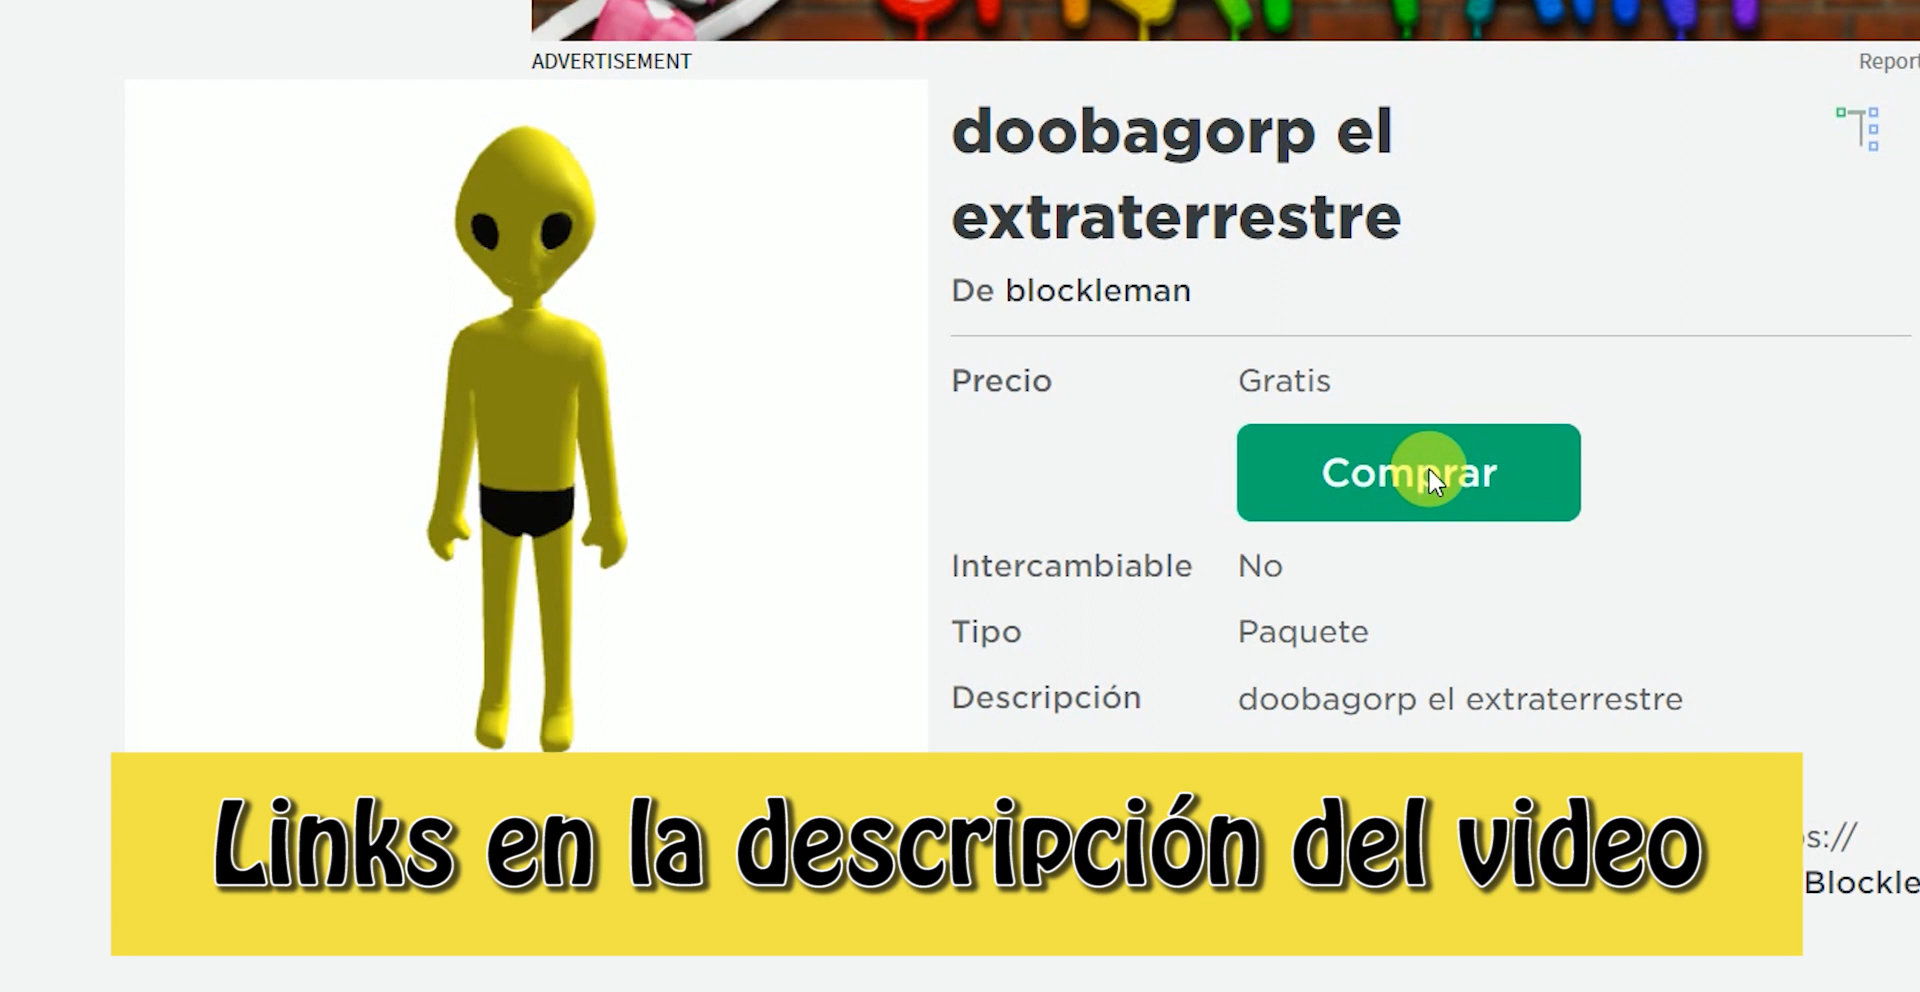 ADVERTISEMENT
Report
doobagorp el
extraterrestre
De blockleman
Precio Gratis
Comprar
Intercambiable No
Tipo Paquete
Descripción doobagorp el extraterrestre
Links en la descripción del video
s://
Blockle